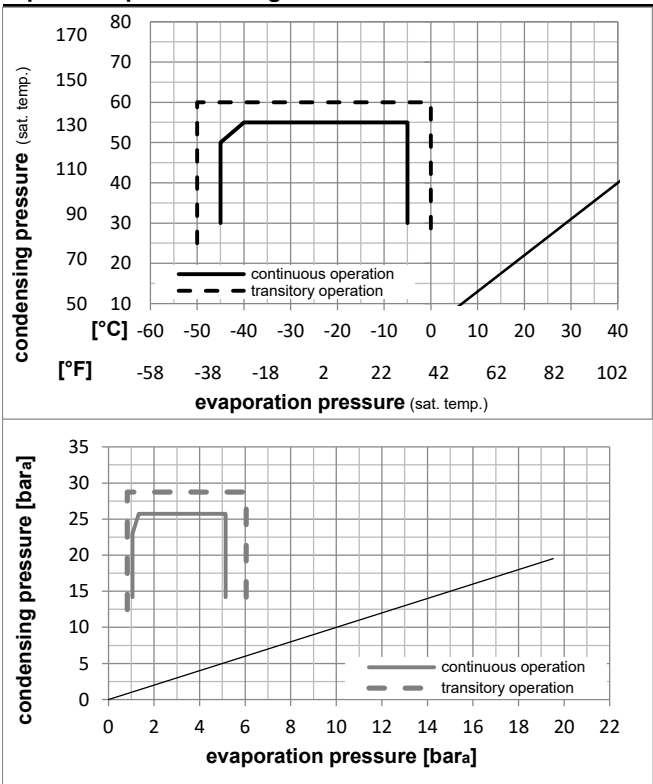 170 80
150 70
130 60
110 50
90 40
70 30
50 20
10
condensing pressure (sat. temp.)
continuous operation
transitory operation
[°C] -60 -50 -40 -30 -20 -10 0 10 20 30 40
[°F] -58 -38 -18 2 22 42 62 82 102
evaporation pressure (sat. temp.)
35
30
25
20
15
10
5
0
condensing pressure [bara]
continuous operation
transitory operation
0 2 4 6 8 10 12 14 16 18 20 22
evaporation pressure [bara]